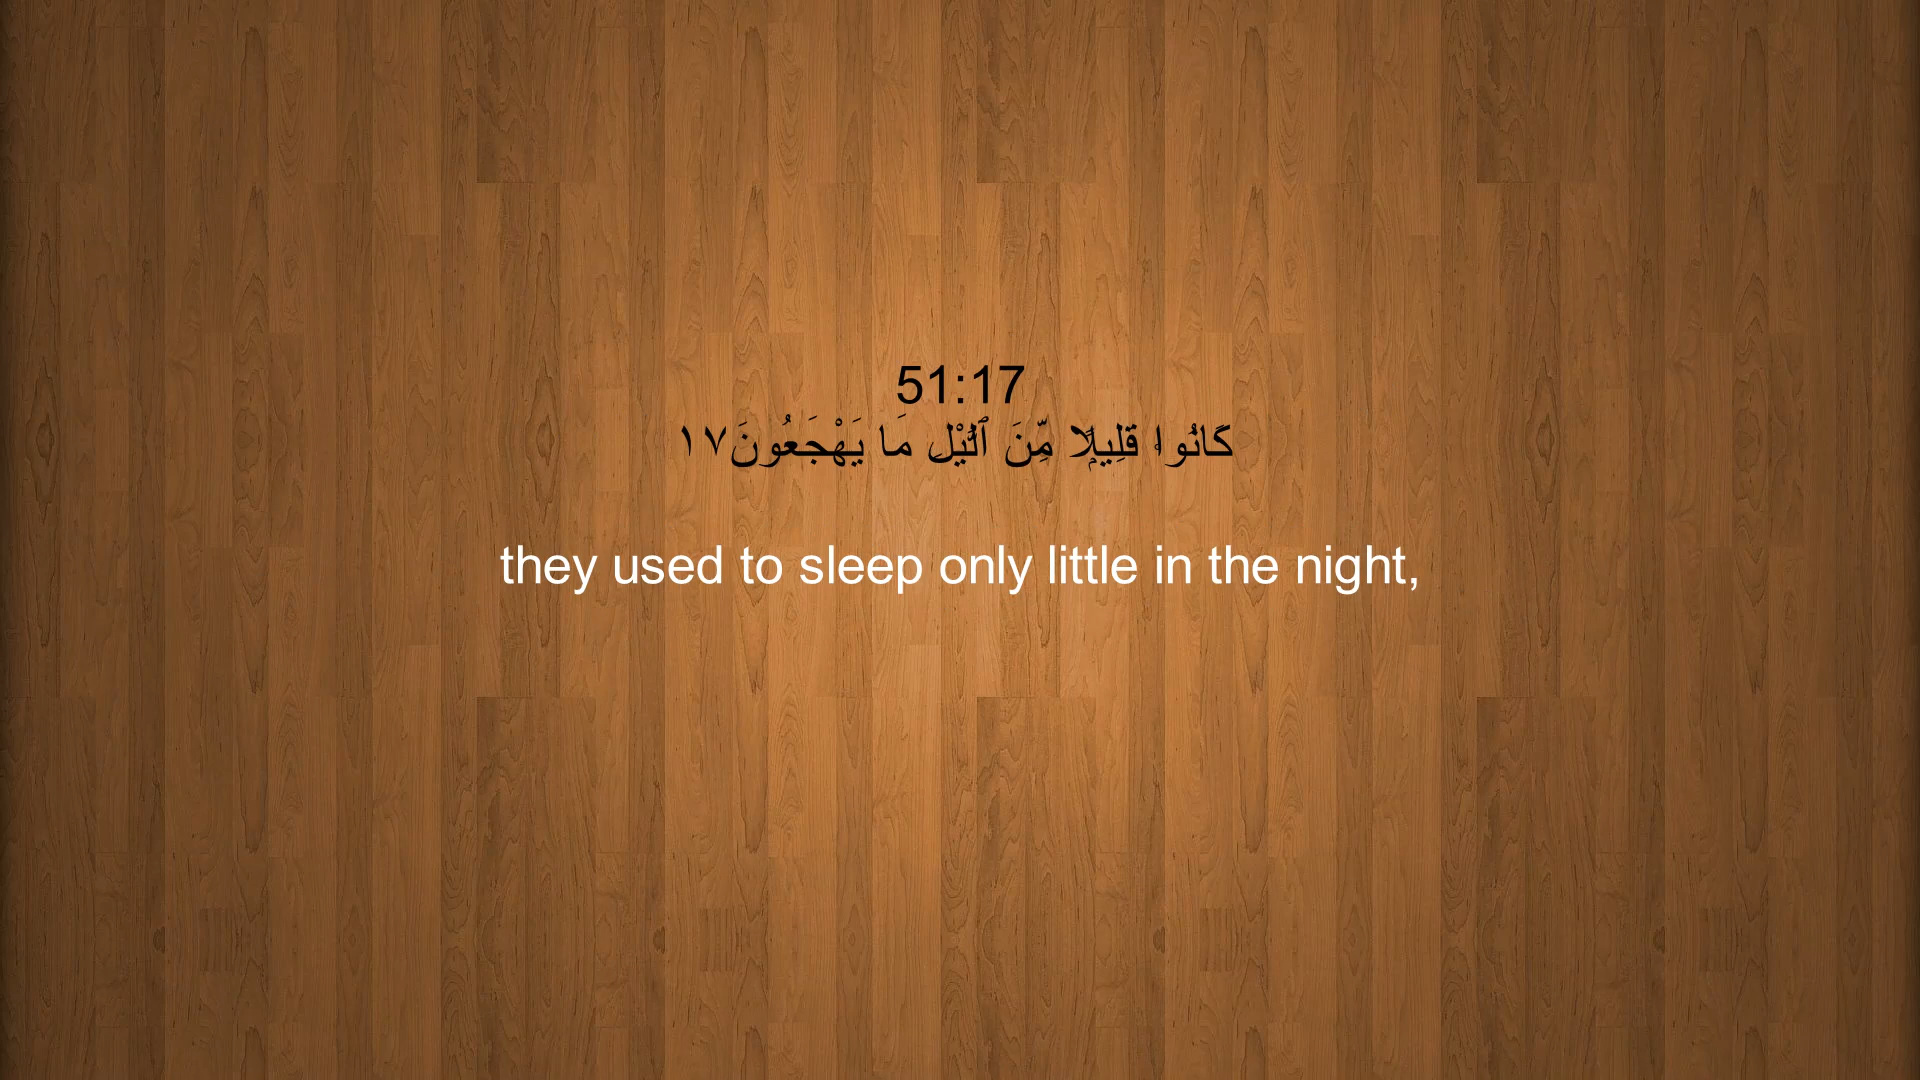 51:17
كَانُوا۟ قَلِيلًۭا مِّنَ ٱلَّيْلِ مَا يَهْجَعُونَ١٧
they used to sleep only little in the night,